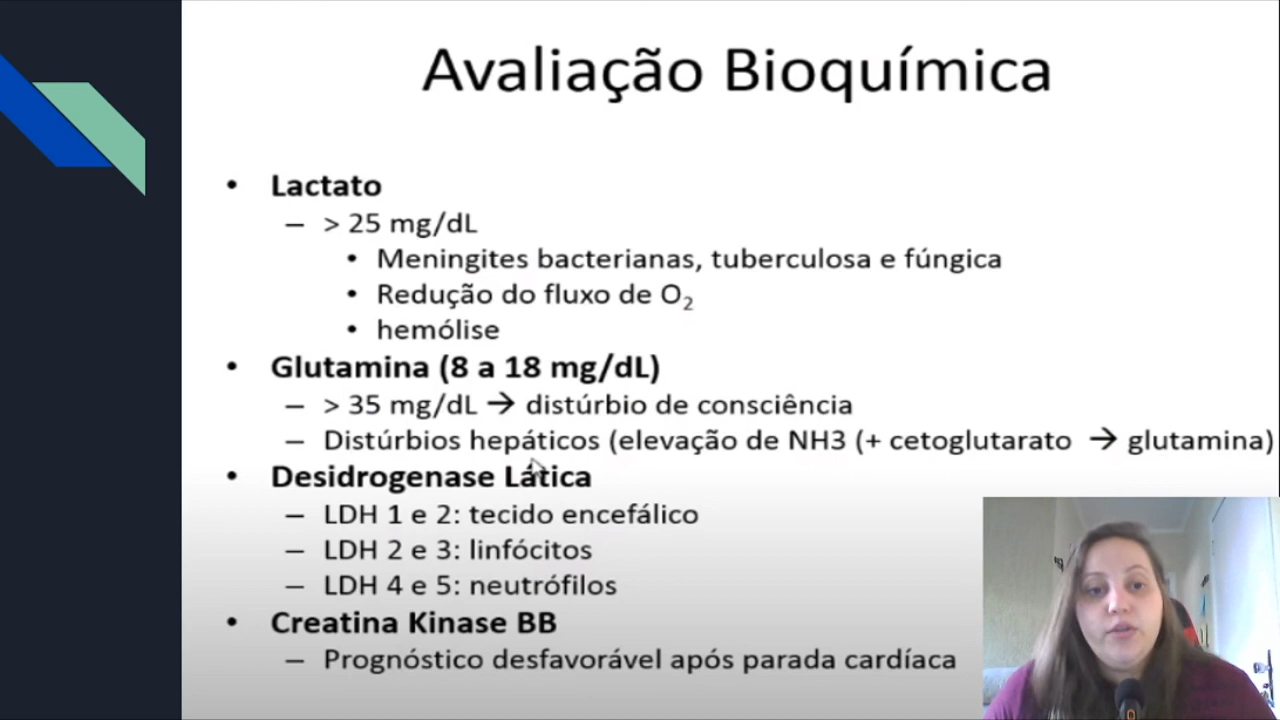 Avaliação Bioquímica
• Lactato
– > 25 mg/dL
• Meningites bacterianas, tuberculosa e fúngica
• Redução do fluxo de O₂
• hemólise
• Glutamina (8 a 18 mg/dL)
– > 35 mg/dL → distúrbio de consciência
– Distúrbios hepáticos (elevação de NH3 (+ cetoglutarato → glutamina)
• Desidrogenase Lática
– LDH 1 e 2: tecido encefálico
– LDH 2 e 3: linfócitos
– LDH 4 e 5: neutrófilos
• Creatina Kinase BB
– Prognóstico desfavorável após parada cardíaca